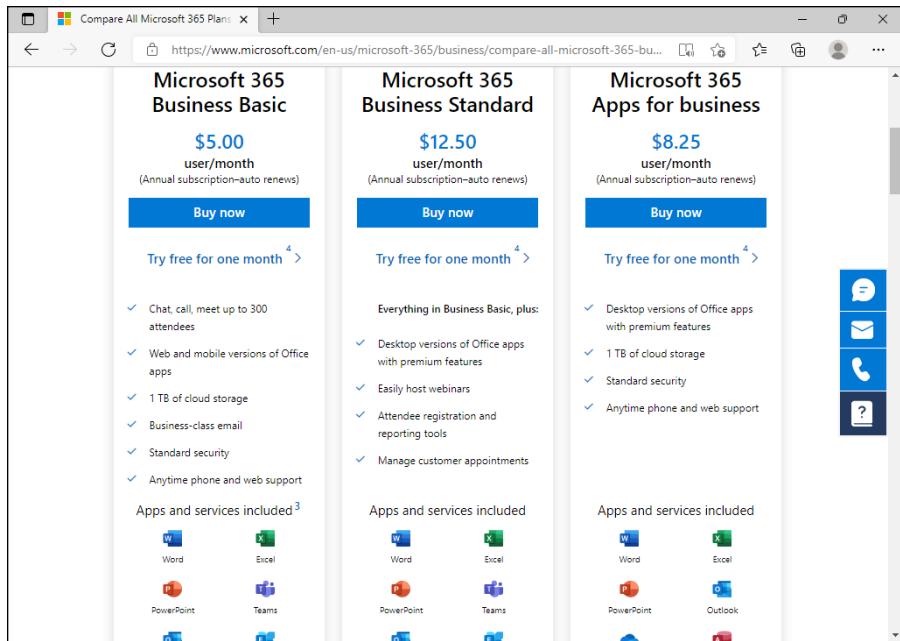 Compare All Microsoft 365 Plans
https://www.microsoft.com/en-us/microsoft-365/business/compare-all-microsoft-365-bu...
Microsoft 365
Business Basic
$5.00
user/month
(Annual subscription–auto renews)
Buy now
Try free for one month 4
Chat, call, meet up to 300
attendees
Web and mobile versions of Office
apps
1 TB of cloud storage
Business-class email
Standard security
Anytime phone and web support
Apps and services included 3
Word
Excel
PowerPoint
Teams
Microsoft 365
Business Standard
$12.50
user/month
(Annual subscription–auto renews)
Buy now
Try free for one month 4
Everything in Business Basic, plus:
Desktop versions of Office apps
with premium features
Easily host webinars
Attendee registration and
reporting tools
Manage customer appointments
Apps and services included
Word
Excel
PowerPoint
Teams
Microsoft 365
Apps for business
$8.25
user/month
(Annual subscription–auto renews)
Buy now
Try free for one month 4
Desktop versions of Office apps
with premium features
1 TB of cloud storage
Standard security
Anytime phone and web support
Apps and services included
Word
Excel
PowerPoint
Outlook